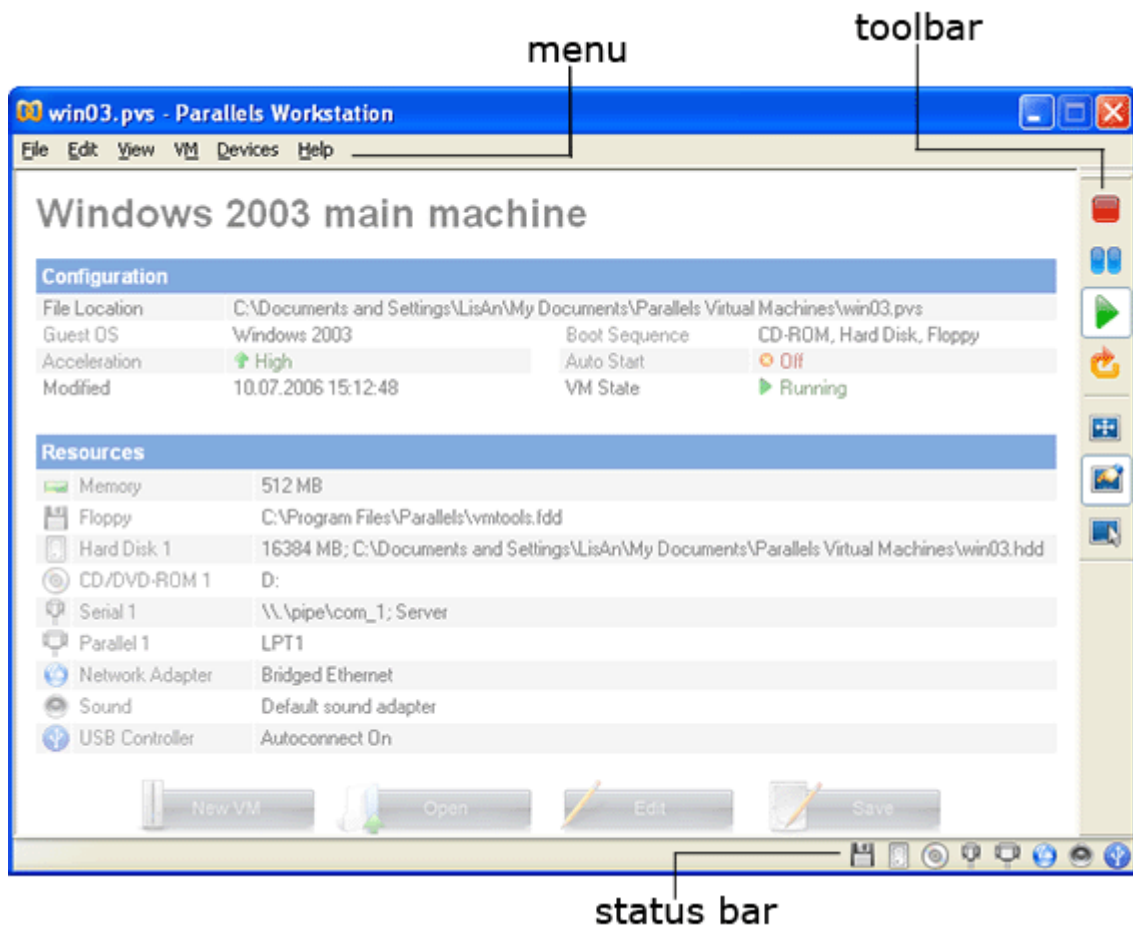 toolbar
menu
win03.pvs - Parallels Workstation
File Edit View VM Devices Help
Windows 2003 main machine
Configuration
File Location C:\Documents and Settings\LisAn\My Documents\Parallels Virtual Machines\win03.pvs
Guest OS Windows 2003 Boot Sequence CD-ROM, Hard Disk, Floppy
Acceleration High Auto Start Off
Modified 10.07.2006 15:12:48 VM State Running
Resources
Memory 512 MB
Floppy C:\Program Files\Parallels\vmtools.fdd
Hard Disk 1 16384 MB; C:\Documents and Settings\LisAn\My Documents\Parallels Virtual Machines\win03.hdd
CD/DVD-ROM 1 D:
Serial 1 \\.\pipe\com_1; Server
Parallel 1 LPT1
Network Adapter Bridged Ethernet
Sound Default sound adapter
USB Controller Autoconnect On
New VM Open Edit Save
status bar